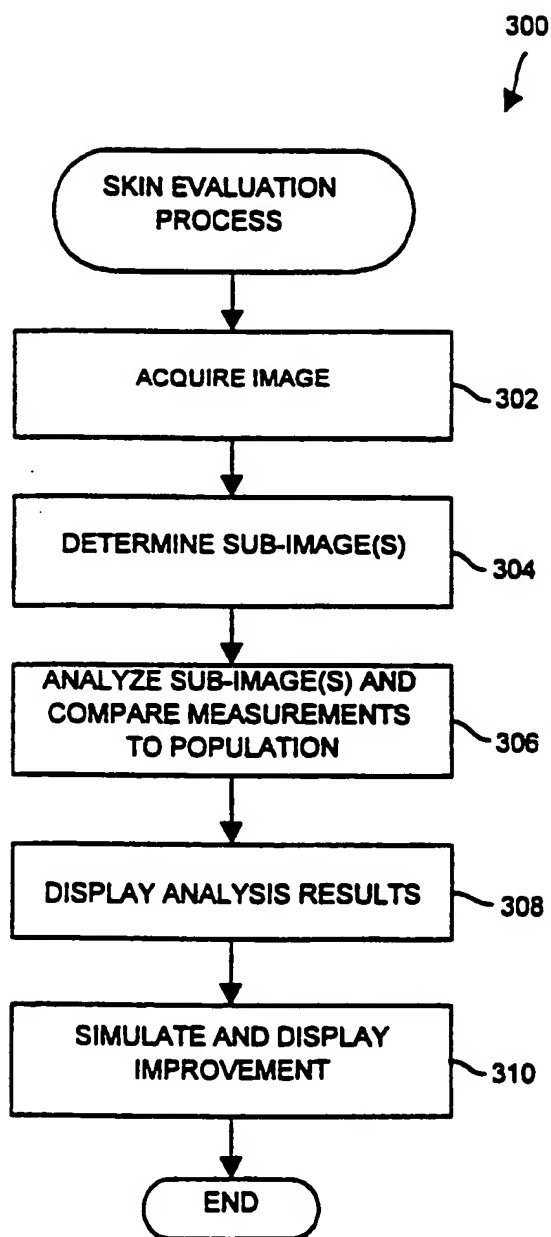 300
SKIN EVALUATION
PROCESS
ACQUIRE IMAGE
302
DETERMINE SUB-IMAGE(S)
304
ANALYZE SUB-IMAGE(S) AND
COMPARE MEASUREMENTS
TO POPULATION
306
DISPLAY ANALYSIS RESULTS
308
SIMULATE AND DISPLAY
IMPROVEMENT
310
END